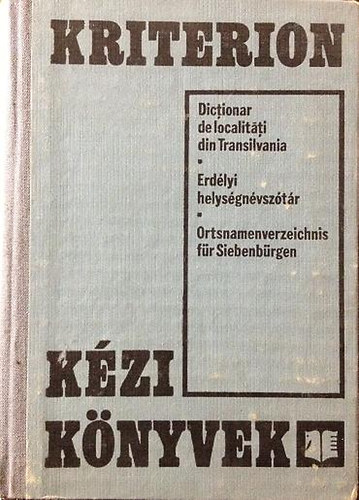 KRITERION
Dicționar
de localități
din Transilvania
Erdélyi
helységnévszótár
Ortsnamenverzeichnis
für Siebenbürgen
KÉZI
KÖNYVEK